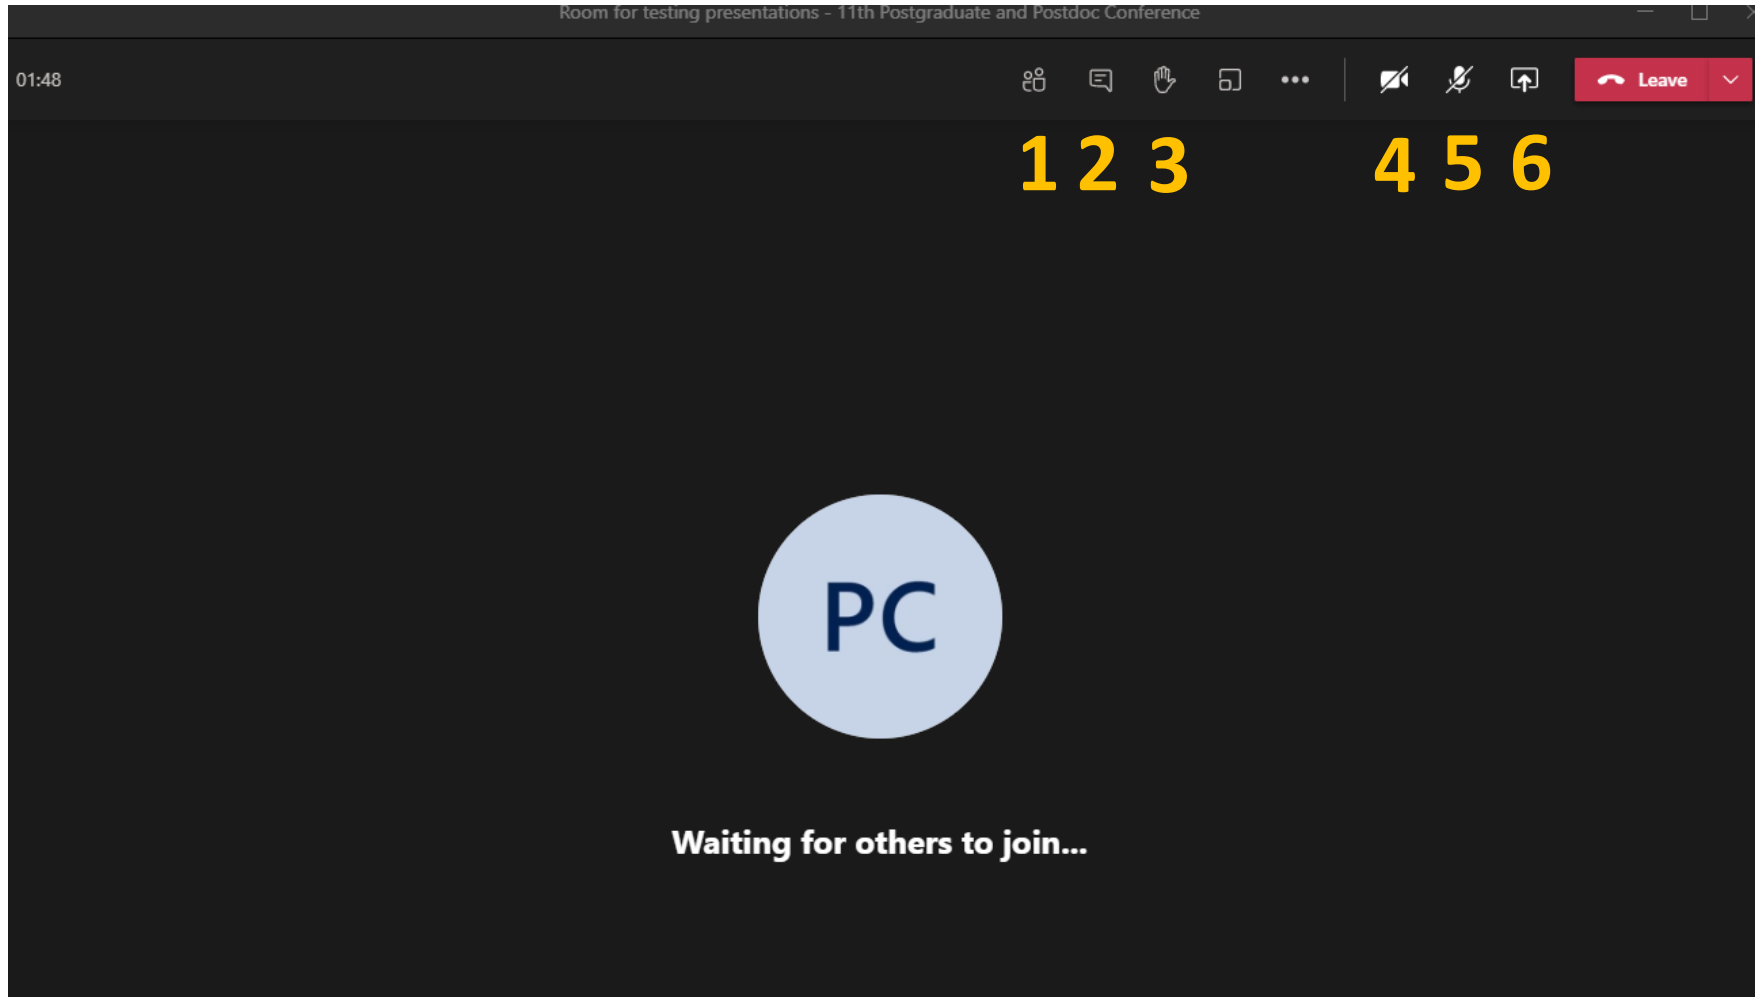 Room for testing presentations - 11th Postgraduate and Postdoc Conference
01:48
Leave
1 2 3 4 5 6
PC
Waiting for others to join...